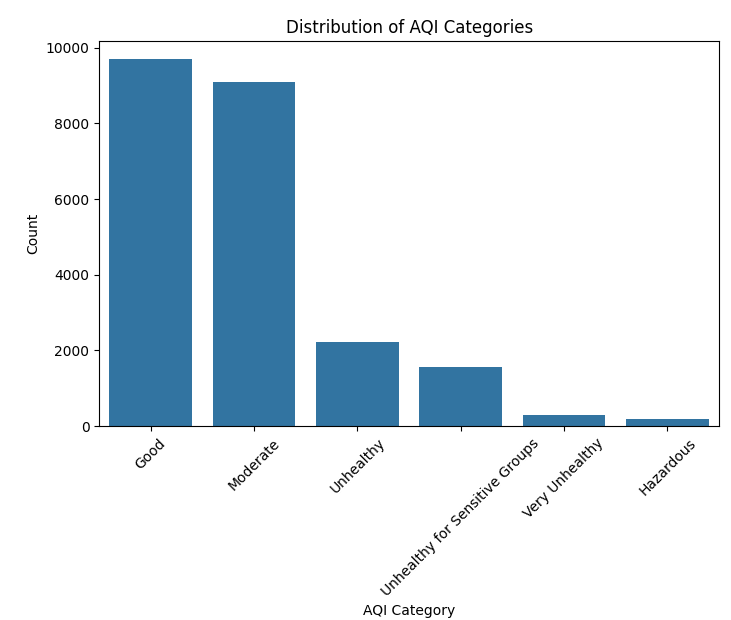 Distribution of AQI Categories
10000
8000
6000
4000
2000
0
Count
Good
Moderate
Unhealthy
Unhealthy for Sensitive Groups
Very Unhealthy
Hazardous
AQI Category